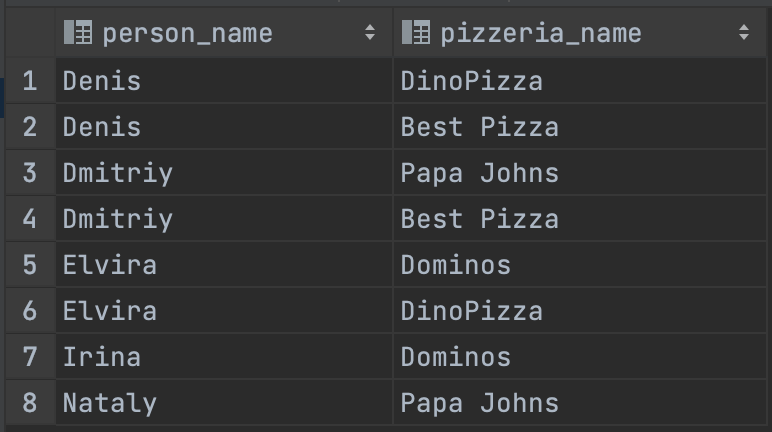 person_name pizzeria_name
1 Denis DinoPizza
2 Denis Best Pizza
3 Dmitriy Papa Johns
4 Dmitriy Best Pizza
5 Elvira Dominos
6 Elvira DinoPizza
7 Irina Dominos
8 Nataly Papa Johns